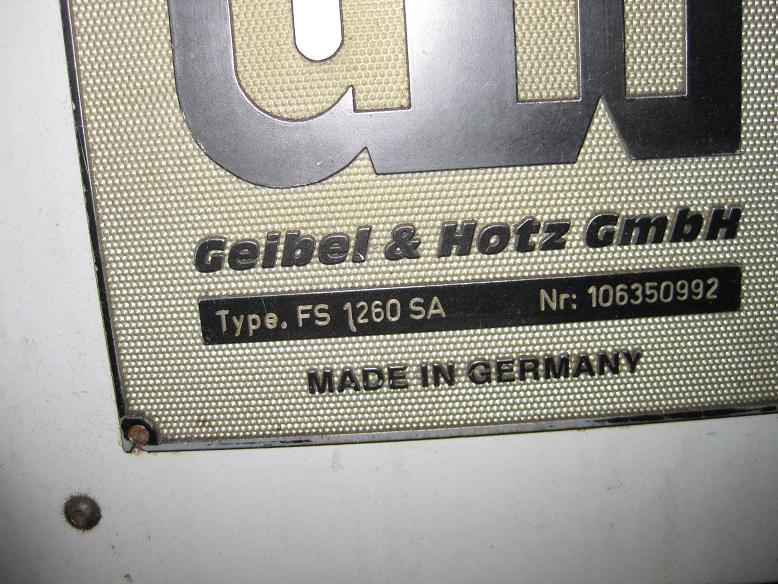 Geibel & Hotz GmbH
Type. FS 1260 SA Nr: 106350992
MADE IN GERMANY